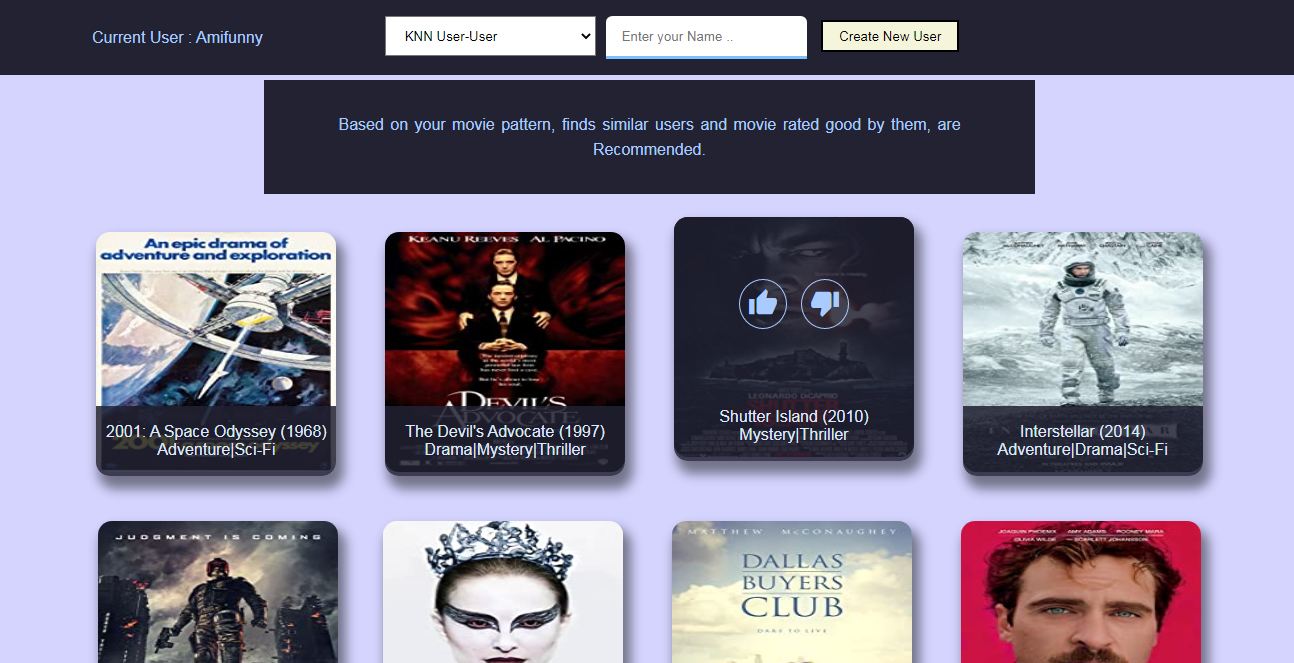 Current User : Amifunny
KNN User-User
Enter your Name ..
Create New User
Based on your movie pattern, finds similar users and movie rated good by them, are
Recommended.
An epic drama of
adventure and exploration
2001: A Space Odyssey (1968)
Adventure|Sci-Fi
KEANU REEVES AL PACINO
DEVIL'S
ADVOCATE
The Devil's Advocate (1997)
Drama|Mystery|Thriller
LEONARDO DiCAPRIO
SHUTTER
ISLAND
Shutter Island (2010)
Mystery|Thriller
Interstellar (2014)
Adventure|Drama|Sci-Fi
JUDGMENT IS COMING
MATTHEW McCONAUGHEY
DALLAS
BUYERS
CLUB
DARE TO LIVE
JOAQUIN PHOENIX AMY ADAMS ROONEY MARA
OLIVIA WILDE SCARLETT JOHANSSON